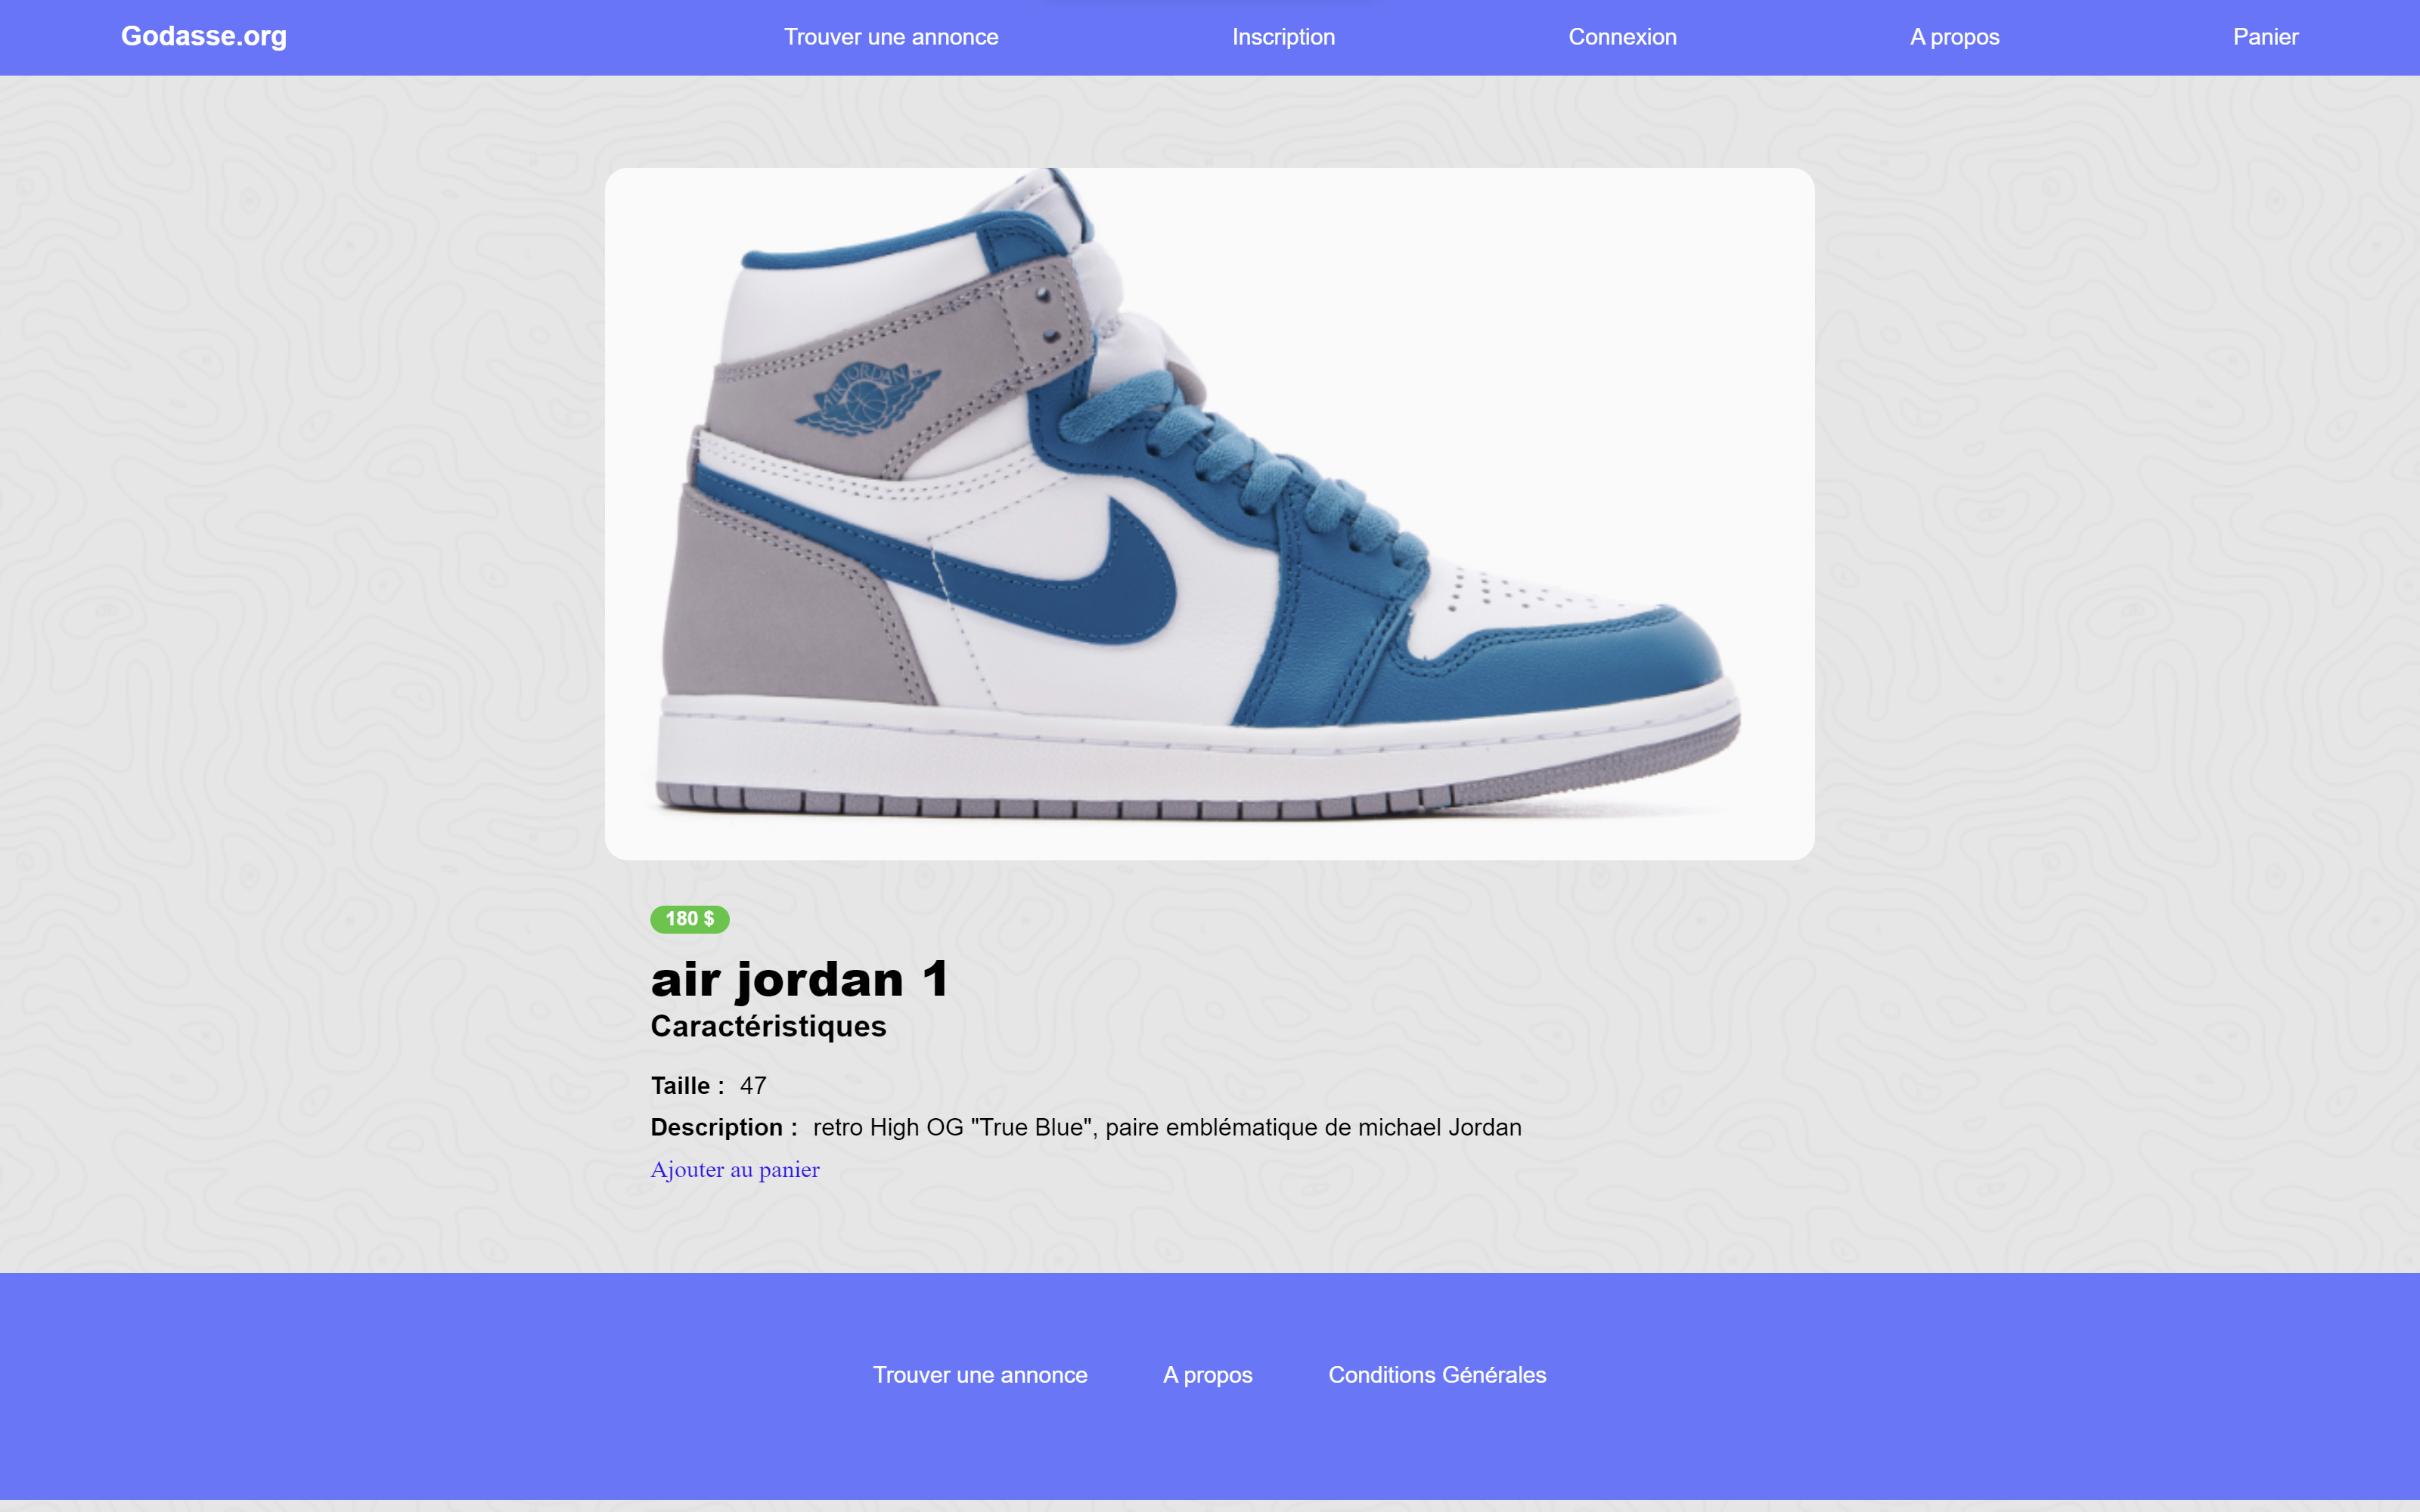 Godasse.org Trouver une annonce Inscription Connexion A propos Panier
AIR JORDAN
180 $
air jordan 1
Caractéristiques
Taille : 47
Description : retro High OG "True Blue", paire emblématique de michael Jordan
Ajouter au panier
Trouver une annonce A propos Conditions Générales